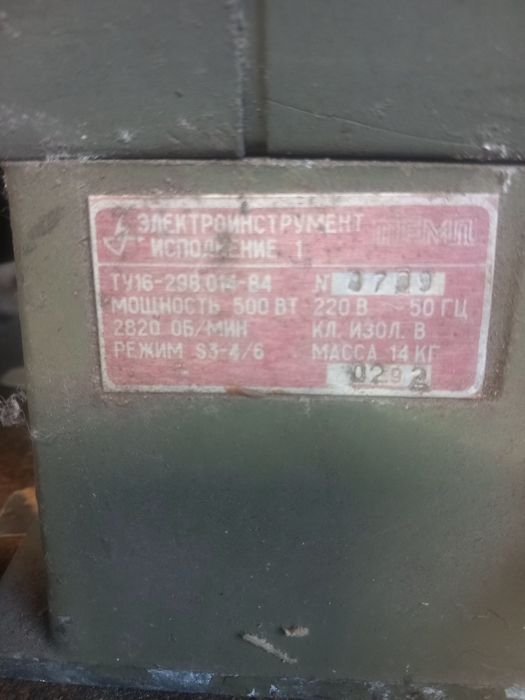 ЭЛЕКТРОИНСТРУМЕНТ
ИСПОЛНЕНИЕ 1
ТУ16-298.014-84 N
МОЩНОСТЬ 500 ВТ 220 В ~ 50 ГЦ
2820 ОБ/МИН КЛ. ИЗОЛ. В
РЕЖИМ S3-4/6 МАССА 14 КГ
0292